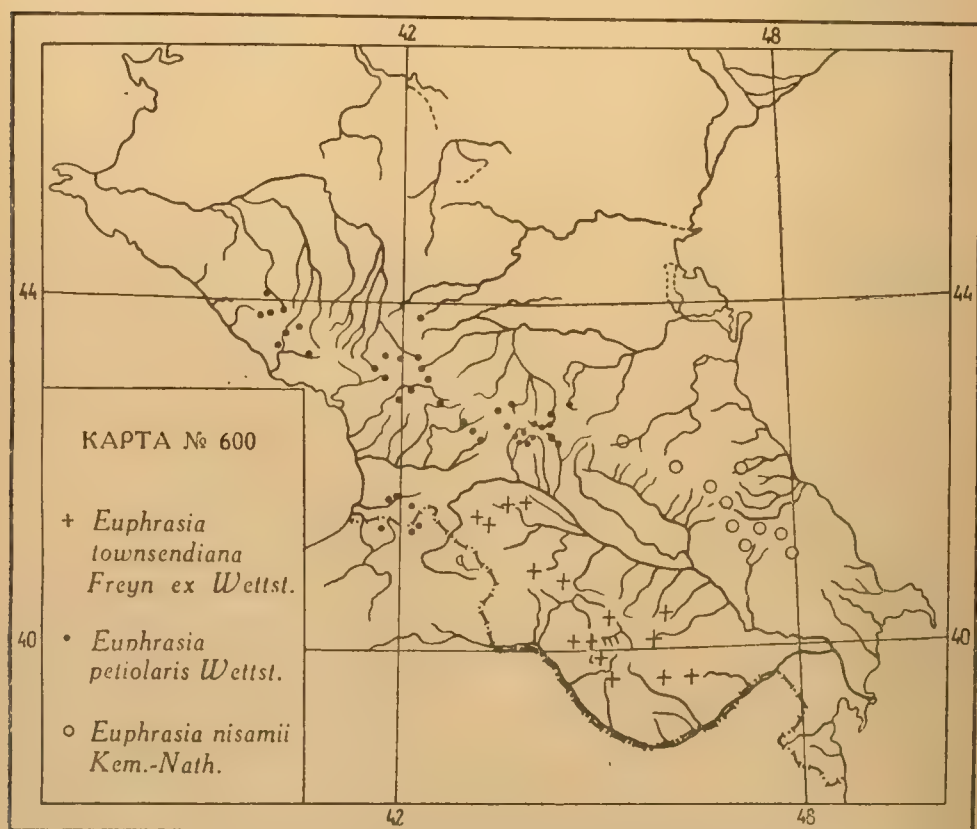 42 48
44 44
КАРТА № 600
+ Euphrasia
townsendiana
Freyn ex Wettst.
• Euphrasia
petiolaris Wettst.
○ Euphrasia nisamii
Kem.-Nath.
40 40
42 48